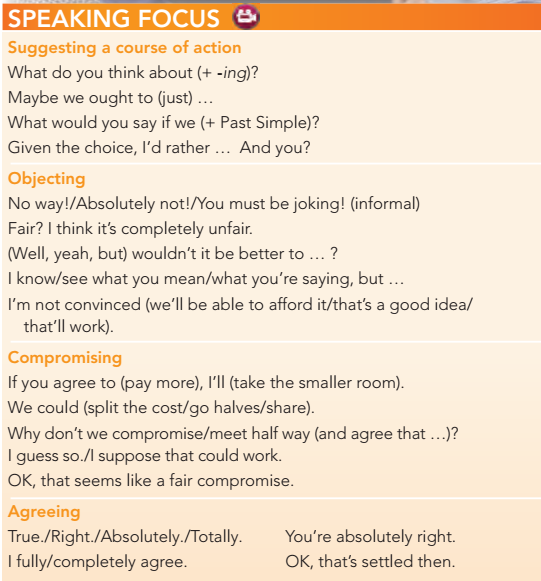 SPEAKING FOCUS
Suggesting a course of action
What do you think about (+ -ing)?
Maybe we ought to (just) …
What would you say if we (+ Past Simple)?
Given the choice, I'd rather … And you?
Objecting
No way!/Absolutely not!/You must be joking! (informal)
Fair? I think it's completely unfair.
(Well, yeah, but) wouldn't it be better to … ?
I know/see what you mean/what you're saying, but …
I'm not convinced (we'll be able to afford it/that's a good idea/
that'll work).
Compromising
If you agree to (pay more), I'll (take the smaller room).
We could (split the cost/go halves/share).
Why don't we compromise/meet half way (and agree that …)?
I guess so./I suppose that could work.
OK, that seems like a fair compromise.
Agreeing
True./Right./Absolutely./Totally. You're absolutely right.
I fully/completely agree. OK, that's settled then.